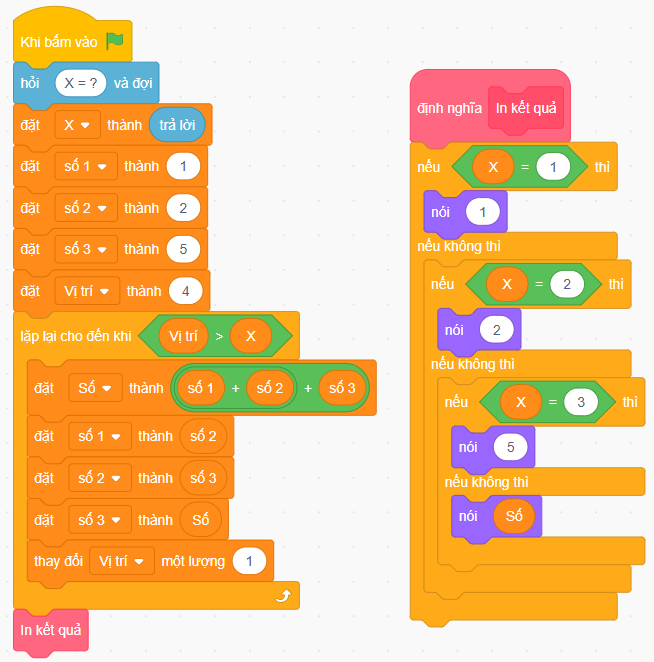 Khi bấm vào
hỏi X = ? và đợi
đặt X thành trả lời
đặt số 1 thành 1
đặt số 2 thành 2
đặt số 3 thành 5
đặt Vị trí thành 4
lặp lại cho đến khi Vị trí > X
đặt Số thành số 1 + số 2 + số 3
đặt số 1 thành số 2
đặt số 2 thành số 3
đặt số 3 thành Số
thay đổi Vị trí một lượng 1
In kết quả
định nghĩa In kết quả
nếu X = 1 thì
nói 1
nếu không thì
nếu X = 2 thì
nói 2
nếu không thì
nếu X = 3 thì
nói 5
nếu không thì
nói Số